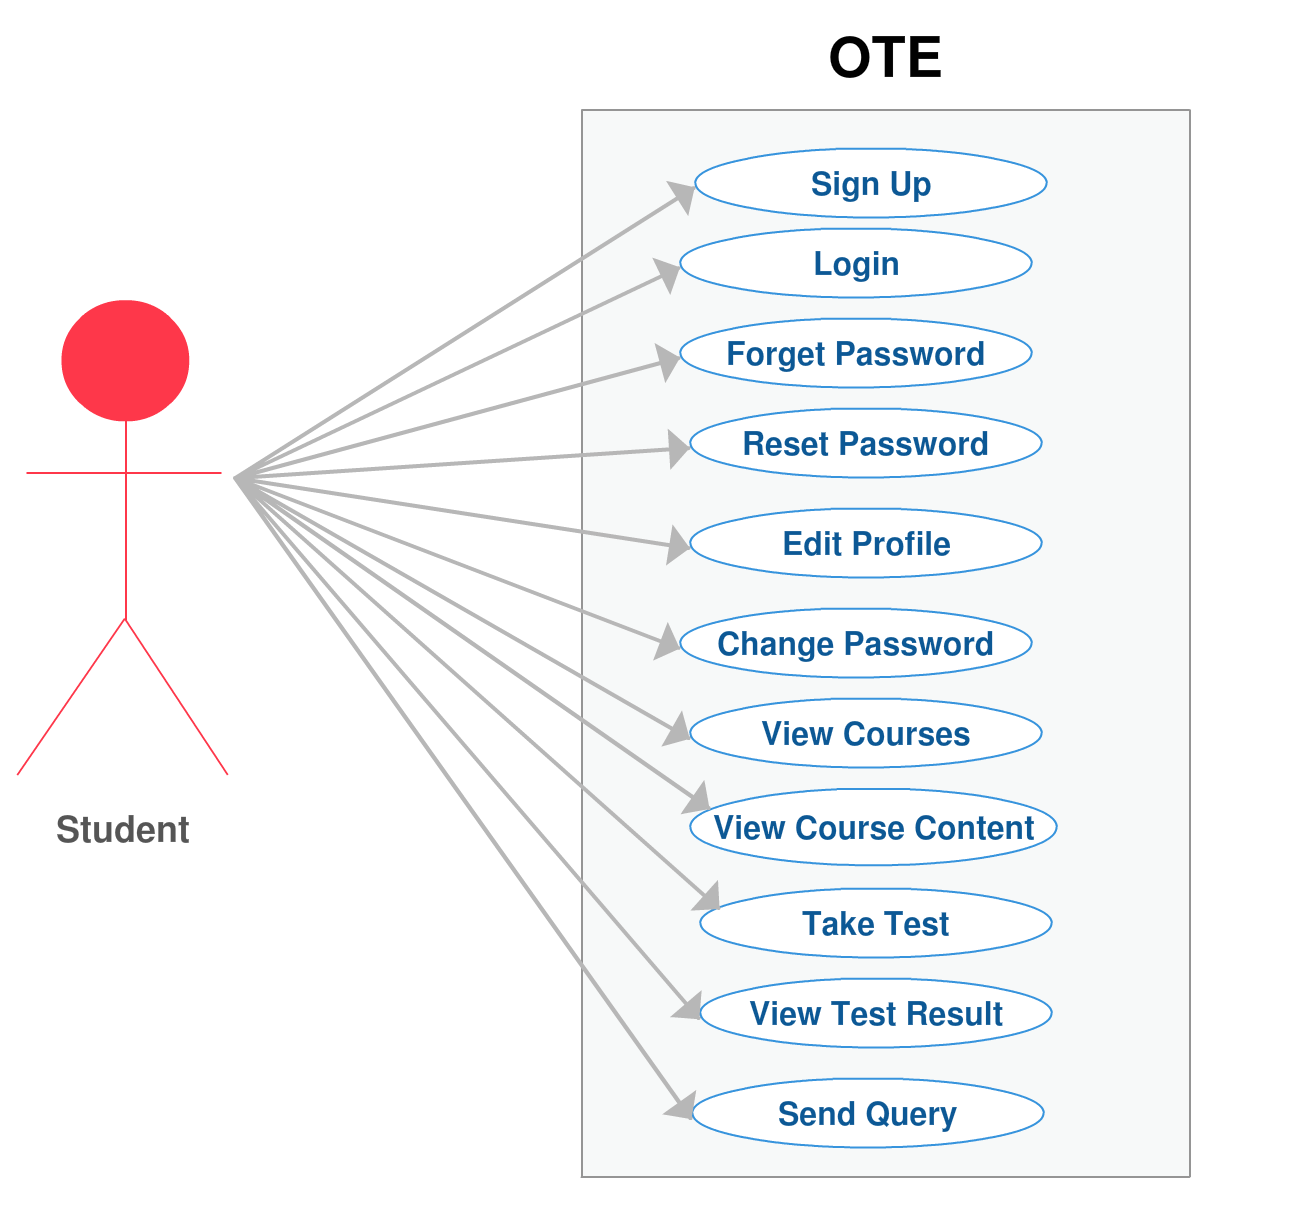 OTE
Sign Up
Login
Forget Password
Reset Password
Edit Profile
Change Password
View Courses
View Course Content
Take Test
View Test Result
Send Query
Student